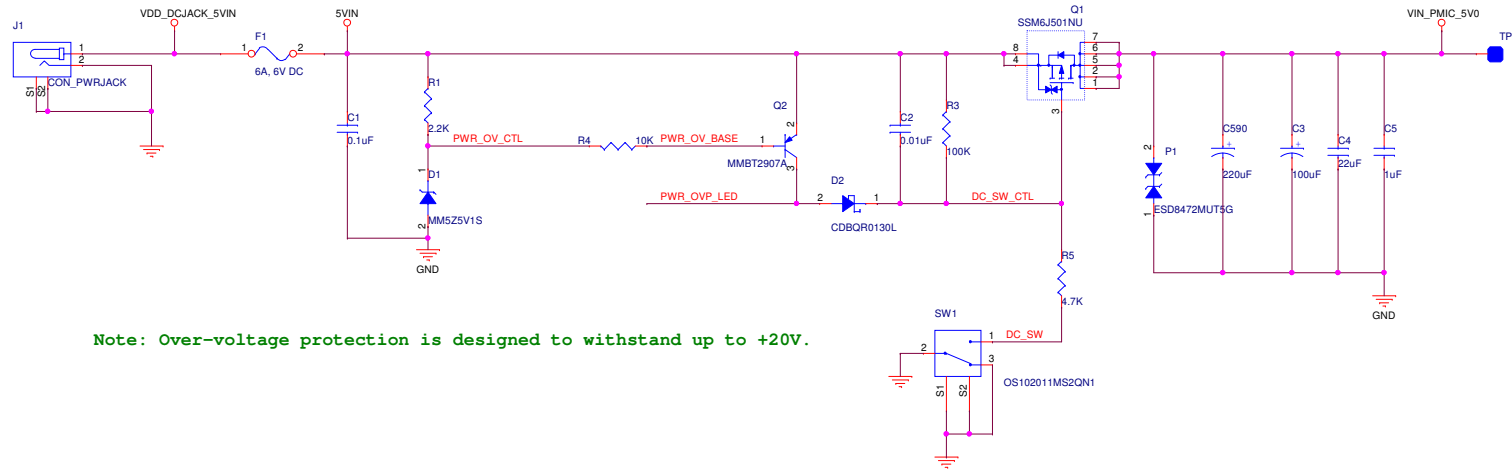 J1
VDD_DCJACK_5VIN
1
2
CON_PWRJACK
S1
S2
F1
1
2
6A, 6V DC
5VIN
C1
0.1uF
R1
2.2K
PWR_OV_CTL
1
D1
MM5Z5V1S
2
GND
R4
10K
PWR_OV_BASE
Q2
1
2
3
MMBT2907A
PWR_OVP_LED
D2
2
1
CDBQR0130L
C2
0.01uF
R3
100K
DC_SW_CTL
Q1
SSM6J501NU
8
4
7
6
5
2
1
3
R5
4.7K
SW1
1
DC_SW
2
3
S1
S2
OS102011MS2QN1
2
P1
1
ESD8472MUT5G
C590
+
220uF
C3
+
100uF
C4
22uF
C5
1uF
GND
VIN_PMIC_5V0
TP
Note: Over-voltage protection is designed to withstand up to +20V.